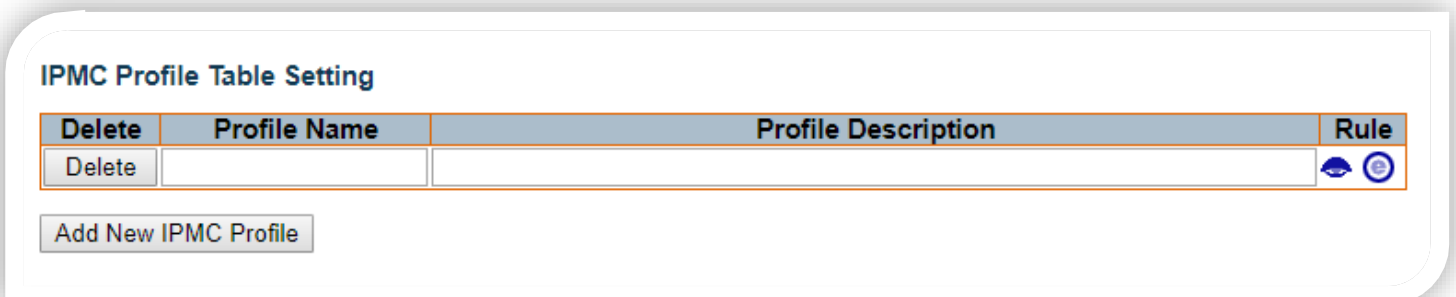 IPMC Profile Table Setting
Delete Profile Name Profile Description Rule
Delete e
Add New IPMC Profile